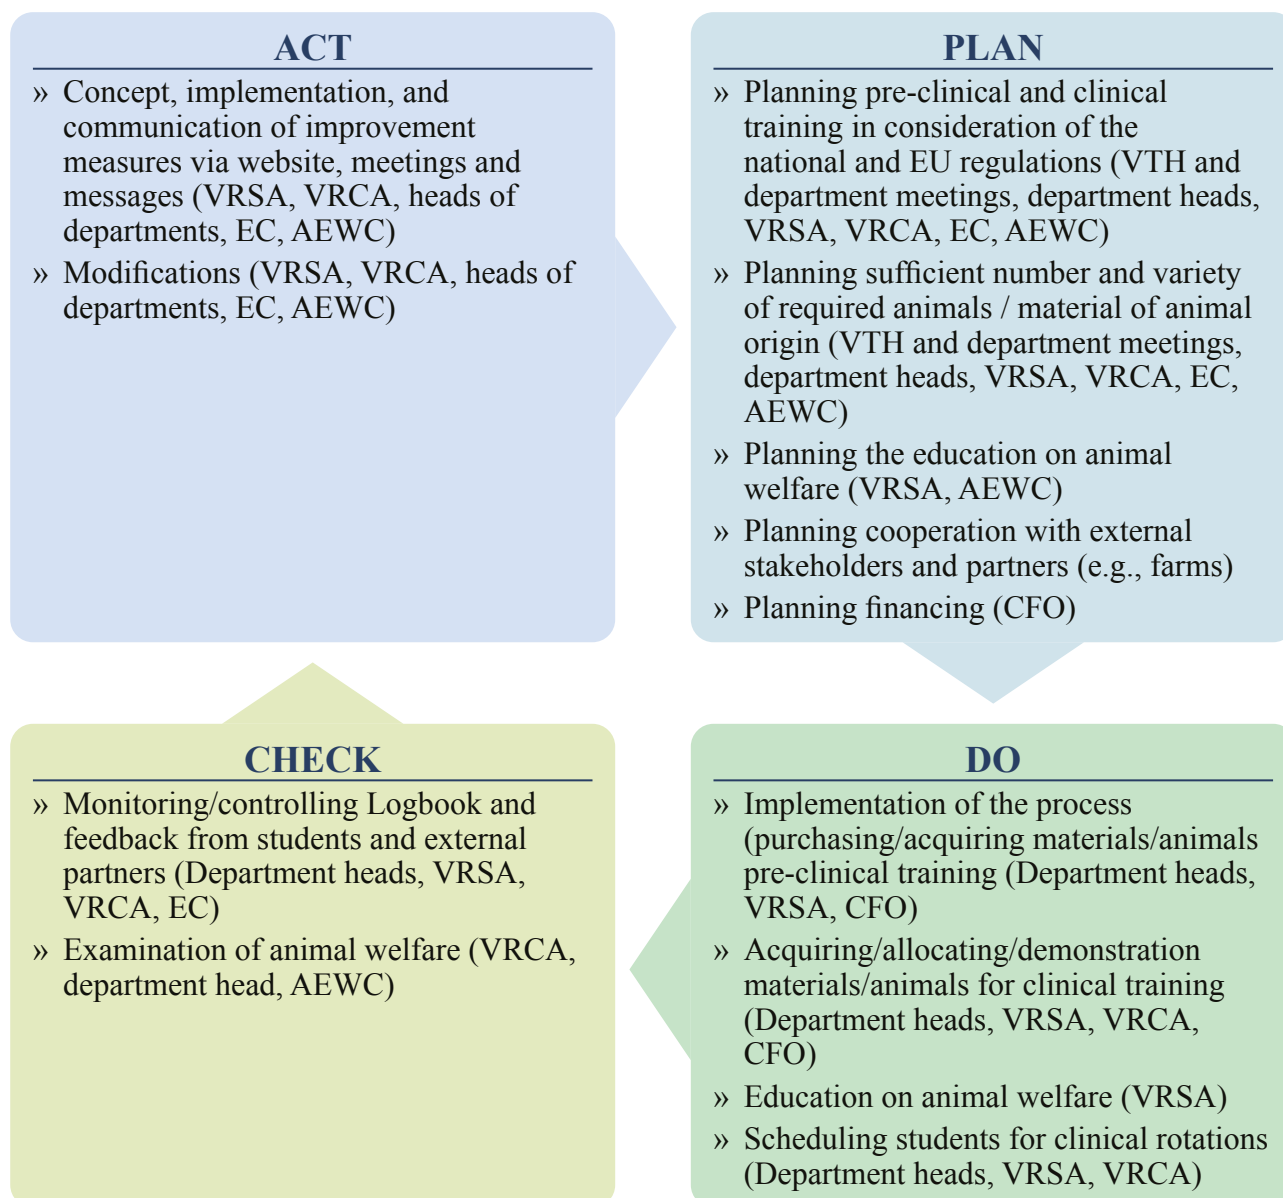 ACT
» Concept, implementation, and
communication of improvement
measures via website, meetings and
messages (VRSA, VRCA, heads of
departments, EC, AEWC)
» Modifications (VRSA, VRCA, heads of
departments, EC, AEWC)
PLAN
» Planning pre-clinical and clinical
training in consideration of the
national and EU regulations (VTH and
department meetings, department heads,
VRSA, VRCA, EC, AEWC)
» Planning sufficient number and variety
of required animals / material of animal
origin (VTH and department meetings,
department heads, VRSA, VRCA, EC,
AEWC)
» Planning the education on animal
welfare (VRSA, AEWC)
» Planning cooperation with external
stakeholders and partners (e.g., farms)
» Planning financing (CFO)
CHECK
» Monitoring/controlling Logbook and
feedback from students and external
partners (Department heads, VRSA,
VRCA, EC)
» Examination of animal welfare (VRCA,
department head, AEWC)
DO
» Implementation of the process
(purchasing/acquiring materials/animals
pre-clinical training (Department heads,
VRSA, CFO)
» Acquiring/allocating/demonstration
materials/animals for clinical training
(Department heads, VRSA, VRCA,
CFO)
» Education on animal welfare (VRSA)
» Scheduling students for clinical rotations
(Department heads, VRSA, VRCA)